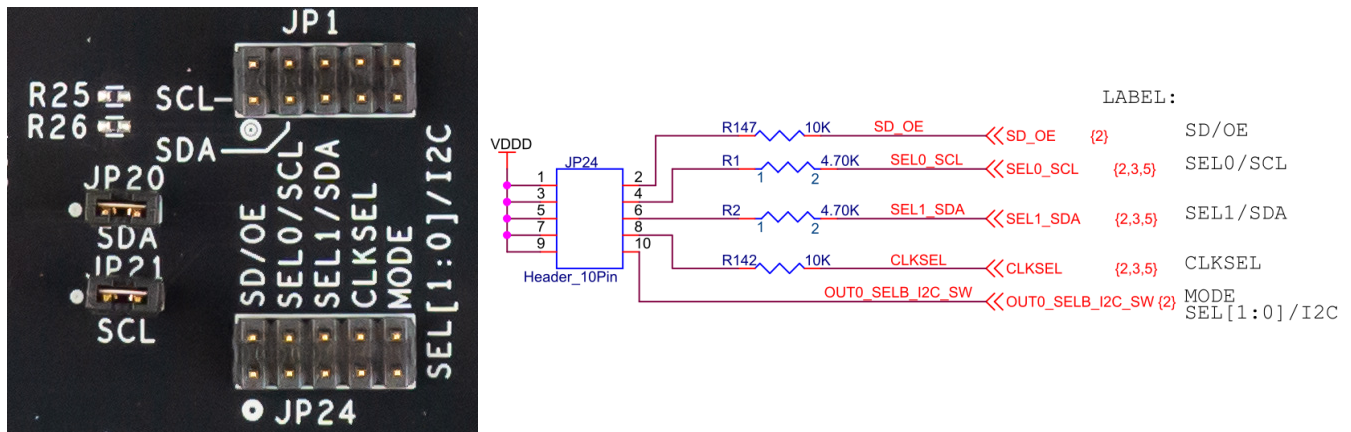 JP1
R25
SCL
R26
SDA
JP20
SDA
JP21
SCL
SD/OE
SEL0/SCL
SEL1/SDA
CLKSEL
MODE
SEL[1:0]/I2C
JP24
LABEL:
VDDD
JP24
1 2
3 4
5 6
7 8
9 10
Header_10Pin
R147 10K SD_OE SD_OE {2} SD/OE
R1 1 2 4.70K SEL0_SCL SEL0_SCL {2,3,5} SEL0/SCL
R2 1 2 4.70K SEL1_SDA SEL1_SDA {2,3,5} SEL1/SDA
R142 10K CLKSEL CLKSEL {2,3,5} CLKSEL
OUT0_SELB_I2C_SW OUT0_SELB_I2C_SW {2} MODE
SEL[1:0]/I2C